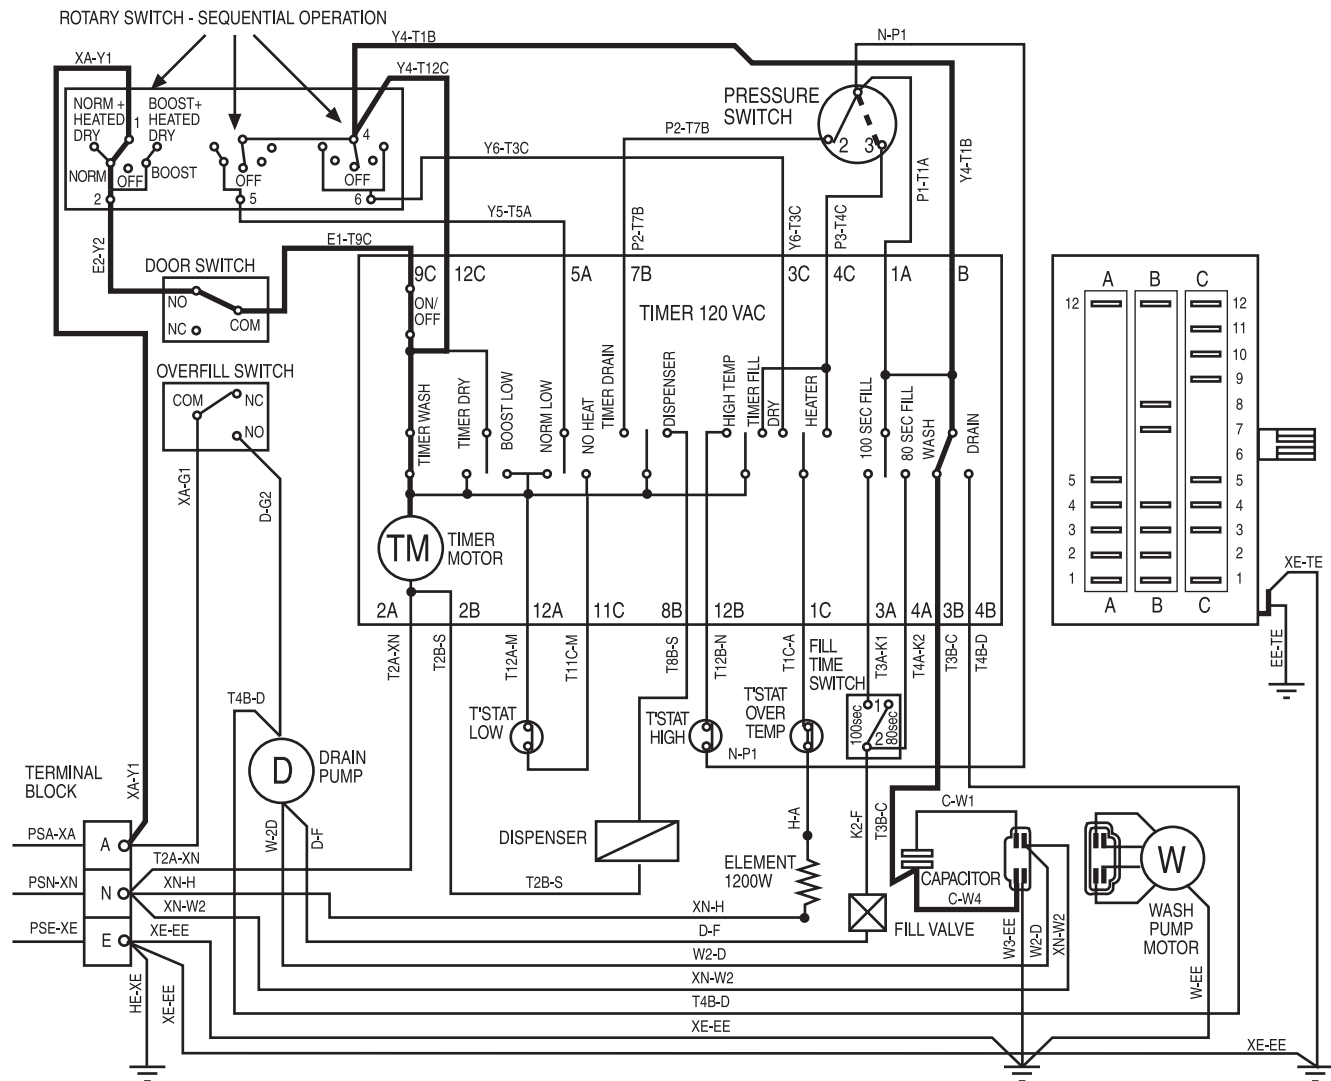 ROTARY SWITCH - SEQUENTIAL OPERATION
XA-Y1
Y4-T1B
Y4-T12C
N-P1
NORM +
HEATED
DRY
BOOST+
HEATED
DRY
1
NORM
OFF
BOOST
2
OFF
5
4
OFF
6
PRESSURE
SWITCH
2
3
P2-T7B
Y6-T3C
Y5-T5A
E1-T9C
E2-Y2
P2-T7B
Y6-T3C
P3-T4C
P1-T1A
Y4-T1B
DOOR SWITCH
NO
NC
COM
OVERFILL SWITCH
COM
NC
NO
XA-G1
D-G2
9C
12C
5A
7B
3C
4C
1A
B
ON/
OFF
TIMER 120 VAC
TIMER WASH
TIMER DRY
BOOST LOW
NORM LOW
NO HEAT
TIMER DRAIN
DISPENSER
HIGH TEMP
TIMER FILL
DRY
HEATER
100 SEC FILL
80 SEC FILL
WASH
DRAIN
TM
TIMER
MOTOR
2A
2B
12A
11C
8B
12B
1C
3A
4A
3B
4B
T2A-XN
T2B-S
T12A-M
T11C-M
T8B-S
T12B-N
T1C-A
FILL
TIME
SWITCH
T3A-K1
T4A-K2
T3B-C
T4B-D
A
B
C
12
12
11
10
9
8
7
6
5
5
4
4
3
3
2
2
1
1
A
B
C
XE-TE
EE-TE
T4B-D
T'STAT
LOW
T'STAT
HIGH
T'STAT
OVER
TEMP
100sec
1
2
80sec
N-P1
D
DRAIN
PUMP
TERMINAL
BLOCK
XA-Y1
W-2D
D-F
PSA-XA
A
PSN-XN
N
PSE-XE
E
T2A-XN
XN-H
XN-W2
XE-EE
HE-XE
XE-EE
DISPENSER
T2B-S
H-A
K2-F
T3B-C
C-W1
ELEMENT
1200W
CAPACITOR
C-W4
FILL VALVE
W3-EE
W2-D
XN-W2
W
WASH
PUMP
MOTOR
W-EE
XN-H
D-F
W2-D
XN-W2
T4B-D
XE-EE
XE-EE